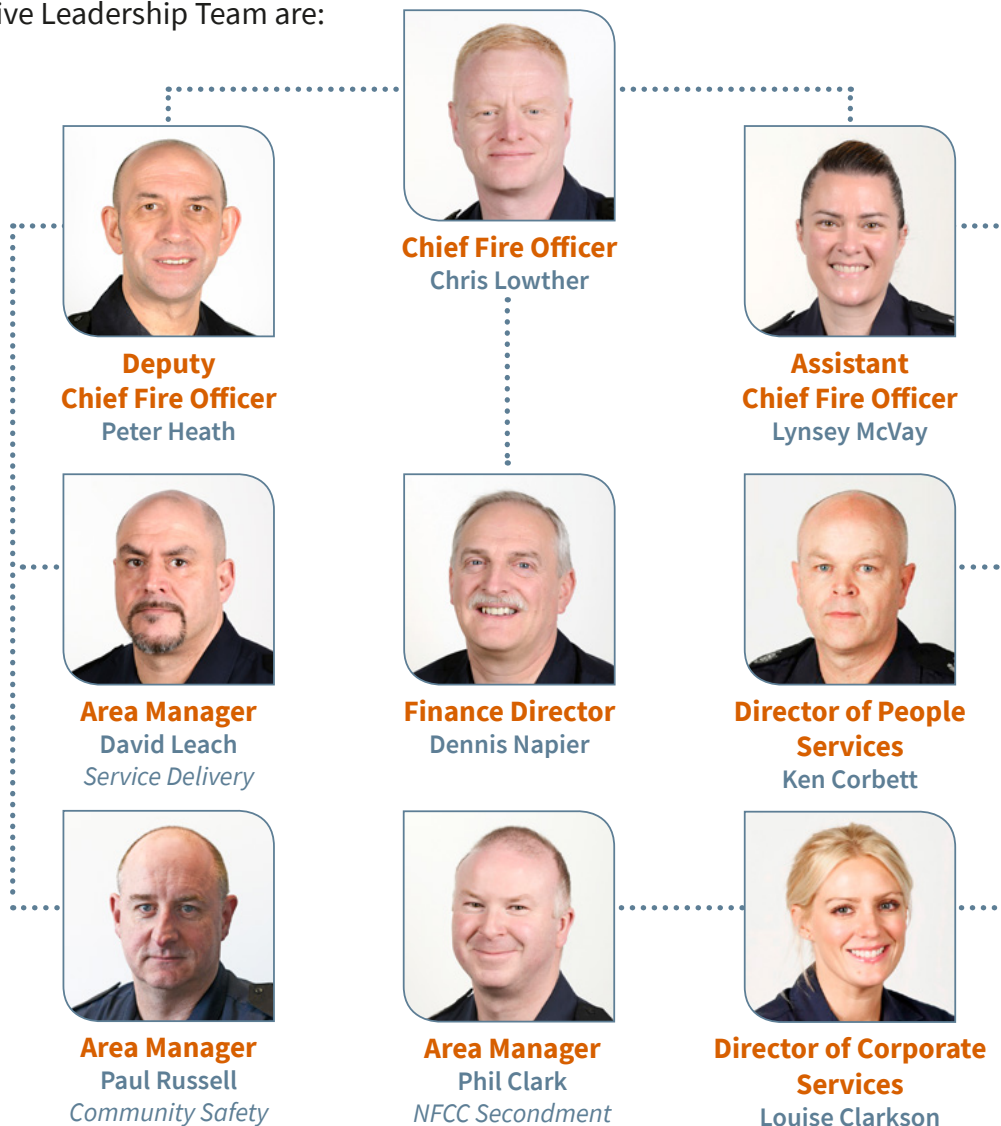 ive Leadership Team are:
Chief Fire Officer
Chris Lowther
Deputy
Chief Fire Officer
Peter Heath
Assistant
Chief Fire Officer
Lynsey McVay
Area Manager
David Leach
Service Delivery
Finance Director
Dennis Napier
Director of People
Services
Ken Corbett
Area Manager
Paul Russell
Community Safety
Area Manager
Phil Clark
NFCC Secondment
Director of Corporate
Services
Louise Clarkson